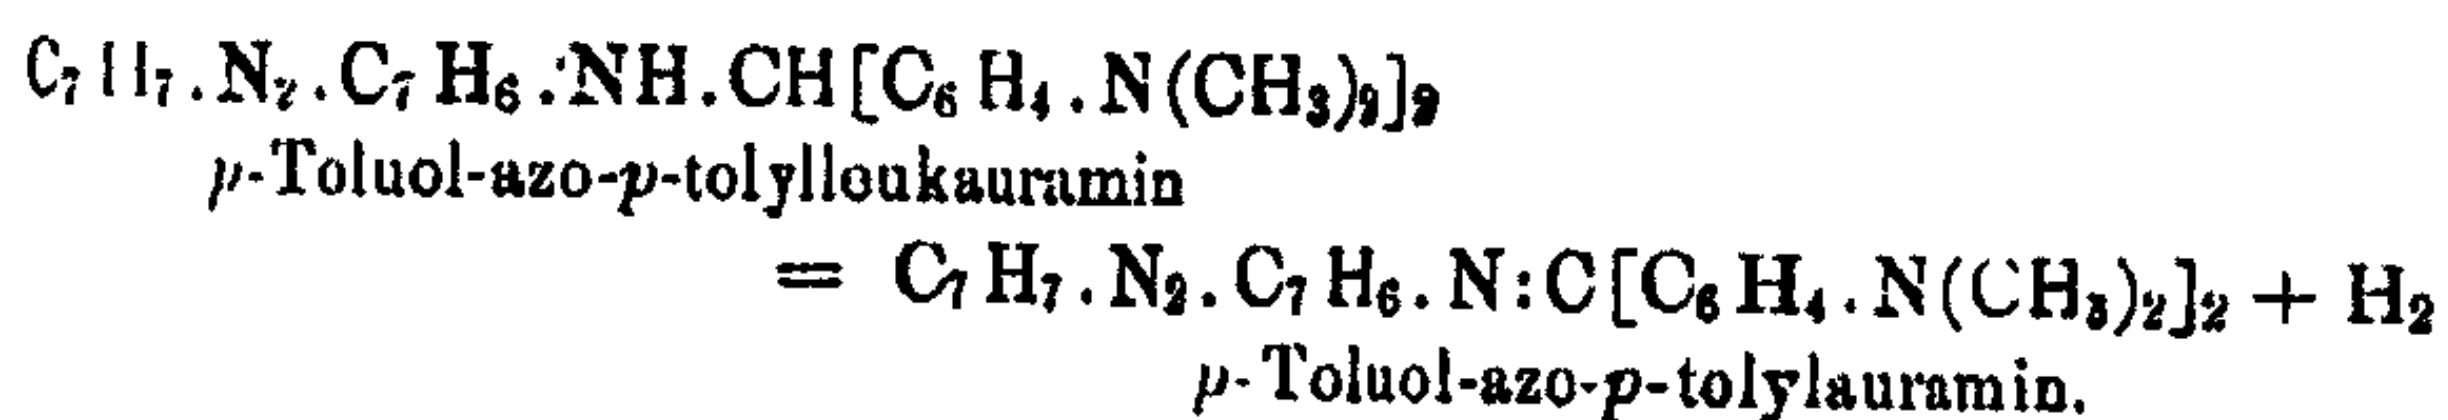 C₇H₇.N₂.C₇H₆.NH.CH[C₆H₄.N(CH₃)₂]₂
p-Toluol-azo-p-tolylleukauramin
= C₇H₇.N₂.C₇H₆.N:C[C₆H₄.N(CH₃)₂]₂ + H₂
p-Toluol-azo-p-tolylauramin.